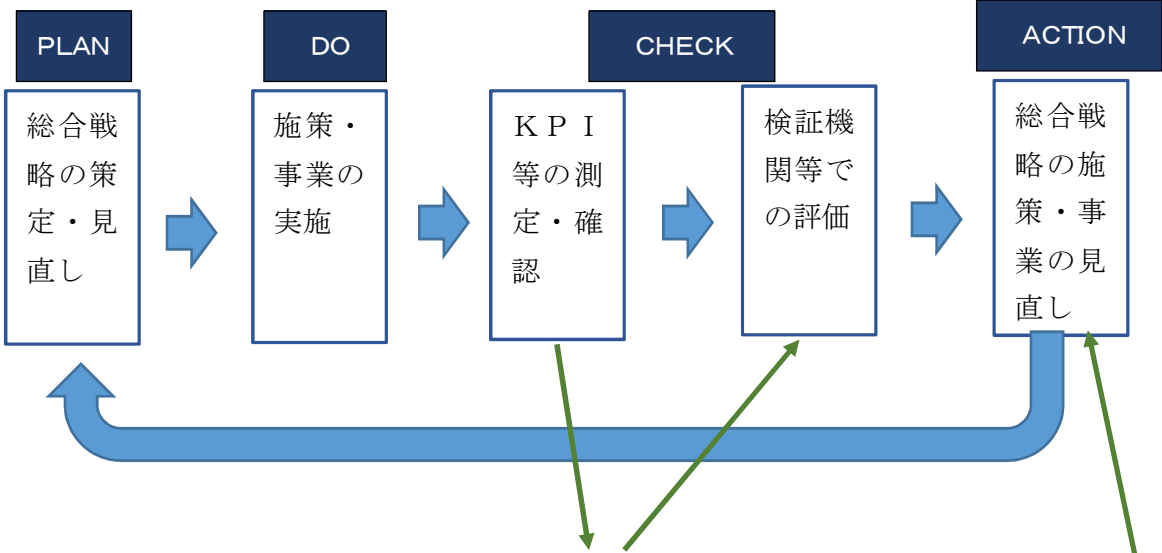 PLAN
DO
CHECK
ACTION
総合戦
略の策
定・見
直し
施策・
事業の
実施
ＫＰＩ
等の測
定・確
認
検証機
関等で
の評価
総合戦
略の施
策・事
業の見
直し